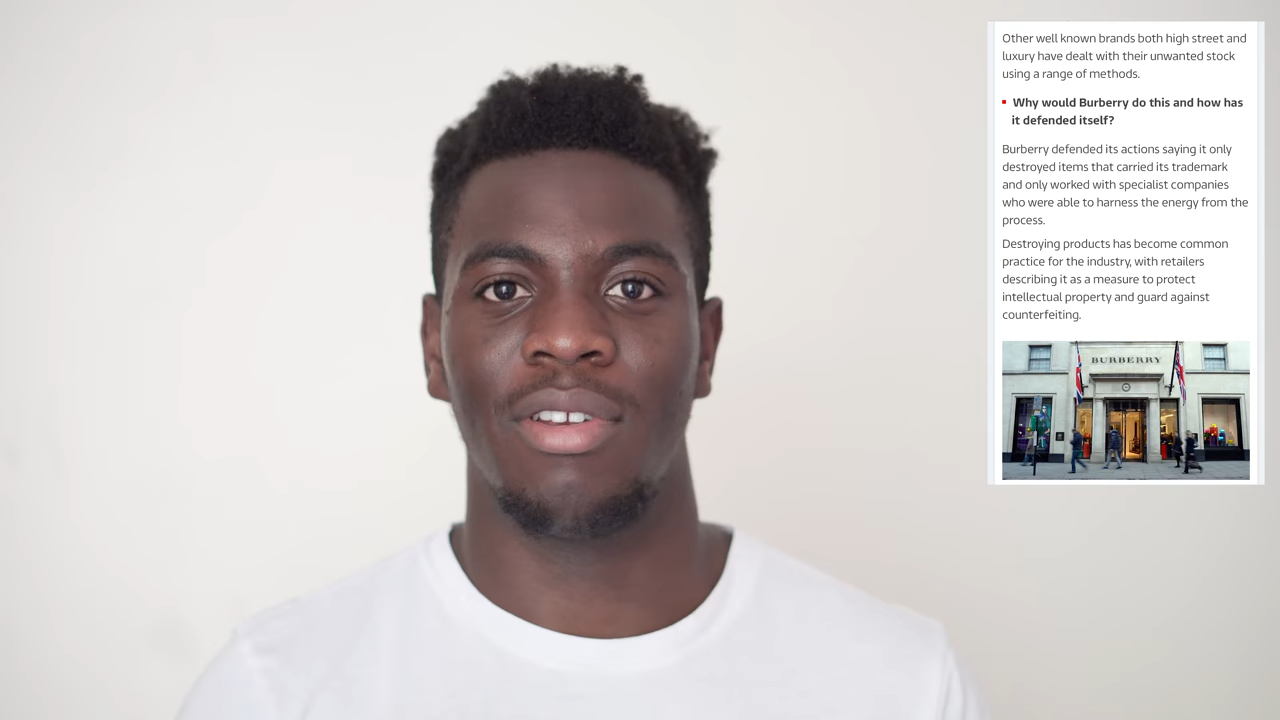 Other well known brands both high street and
luxury have dealt with their unwanted stock
using a range of methods.
Why would Burberry do this and how has
it defended itself?
Burberry defended its actions saying it only
destroyed items that carried its trademark
and only worked with specialist companies
who were able to harness the energy from the
process.
Destroying products has become common
practice for the industry, with retailers
describing it as a measure to protect
intellectual property and guard against
counterfeiting.
BURBERRY